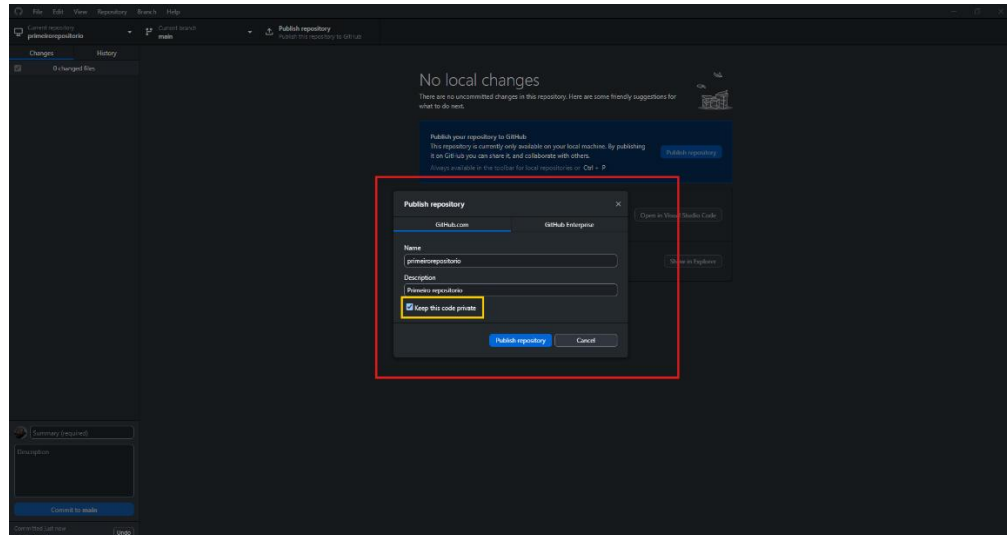 File Edit View Repository Branch Help
Current repository
primeirorepositorio
Current branch
main
Publish repository
Publish this repository to GitHub
Changes History
0 changed files
No local changes
There are no uncommitted changes in this repository. Here are some friendly suggestions for
what to do next.
Publish your repository to GitHub
This repository is currently only available on your local machine. By publishing
it on GitHub you can share it, and collaborate with others.
Always available in the toolbar for local repositories or Ctrl + P
Publish repository
Publish repository
GitHub.com GitHub Enterprise
Open in Visual Studio Code
Name
primeirorepositorio
Show in Explorer
Description
Primeiro repositorio
Keep this code private
Publish repository Cancel
Summary (required)
Description
Commit to main
Committed just now
Undo